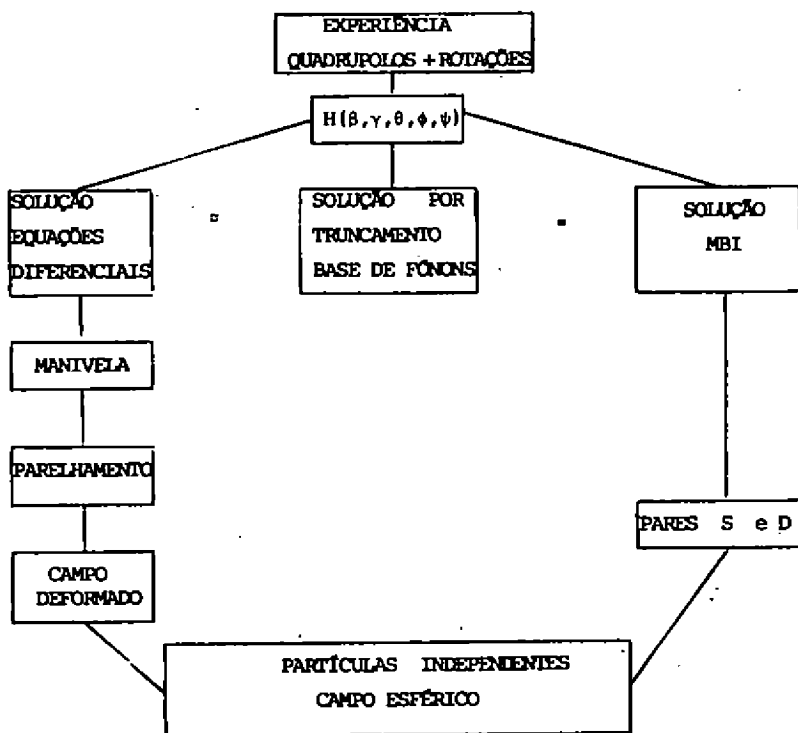 EXPERIÊNCIA
QUADRUPOLOS + ROTAÇÕES
H(β,γ,θ,φ,ψ)
SOLUÇÃO
EQUAÇÕES
DIFERENCIAIS
SOLUÇÃO POR
TRUNCAMENTO
BASE DE FÔNONS
SOLUÇÃO
MBI
MANIVELA
PARELHAMENTO
PARES S e D
CAMPO
DEFORMADO
PARTÍCULAS INDEPENDENTES
CAMPO ESFÉRICO